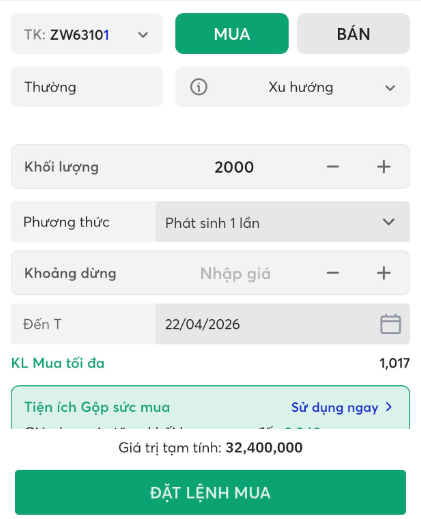 TK: ZW63101
MUA
BÁN
Thường
Xu hướng
Khối lượng
2000
Phương thức
Phát sinh 1 lần
Khoảng dừng
Nhập giá
Đến T
22/04/2026
KL Mua tối đa
1,017
Tiện ích Gộp sức mua
Sử dụng ngay
Giá trị tạm tính: 32,400,000
ĐẶT LỆNH MUA